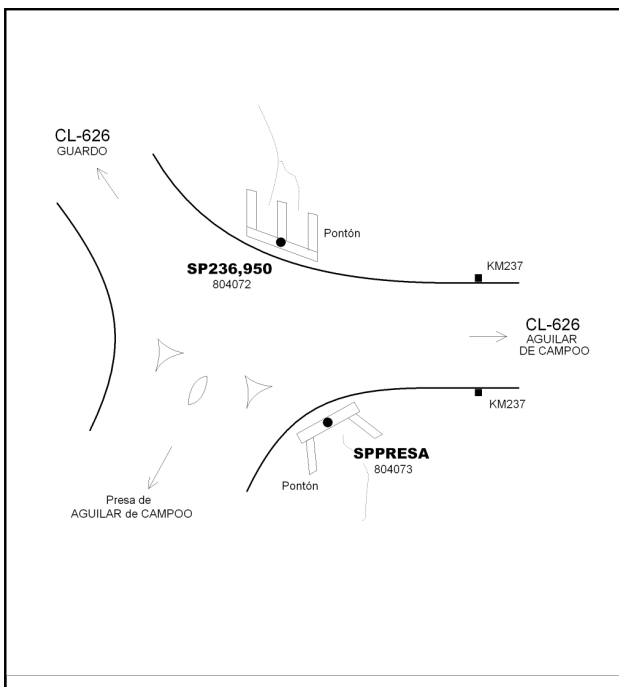 CL-626
GUARDO
Pontón
SP236,950
804072
KM237
CL-626
AGUILAR
DE CAMPOO
KM237
SPPRESA
804073
Pontón
Presa de
AGUILAR de CAMPOO